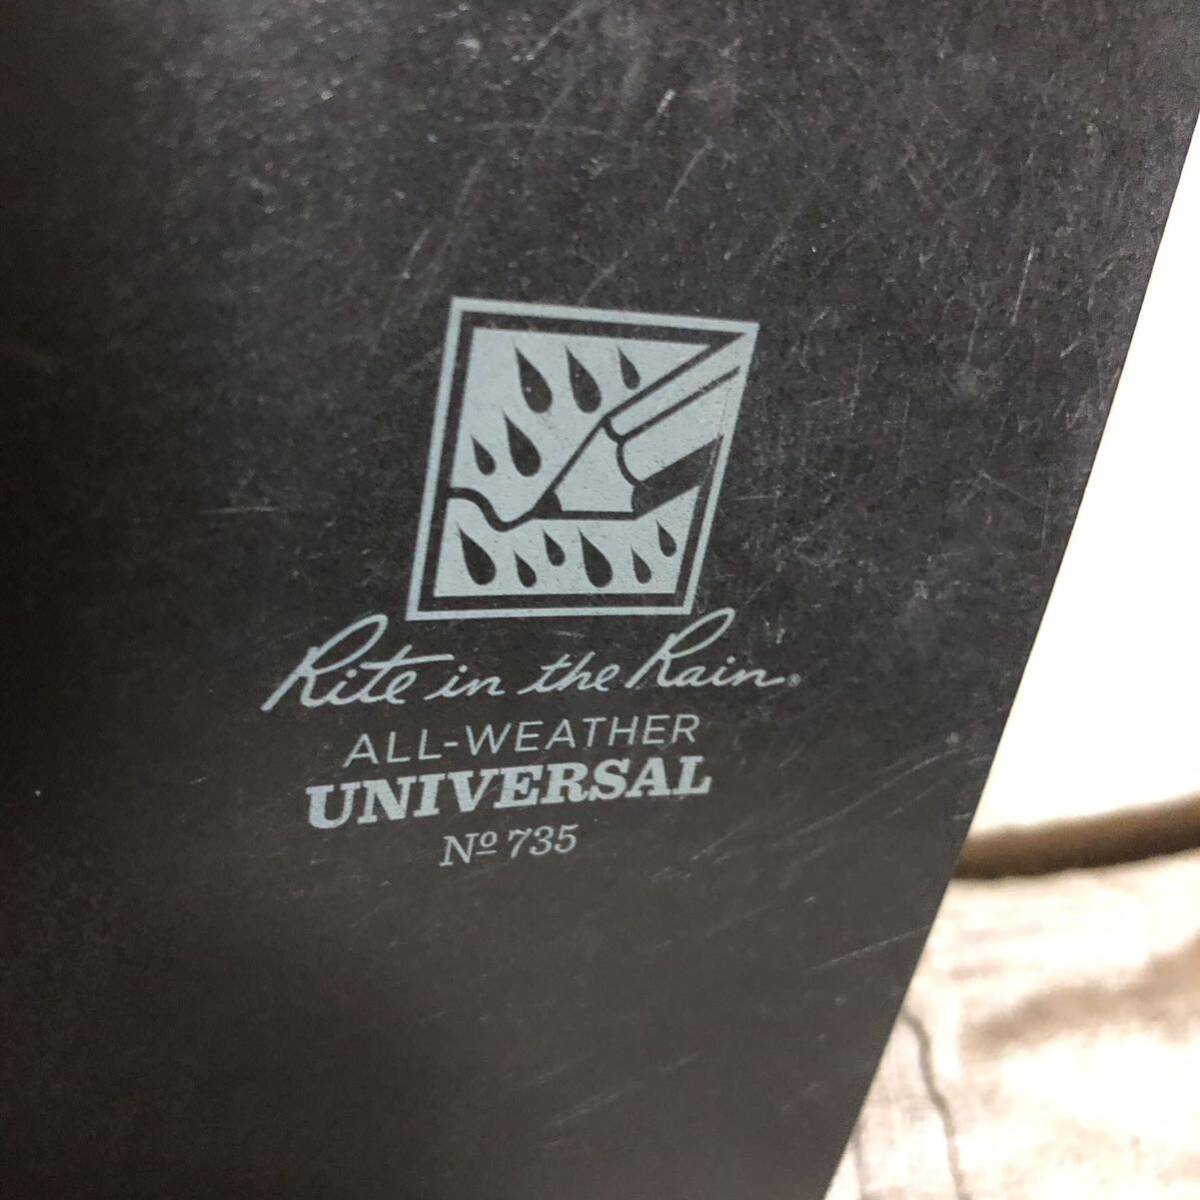 Rite in the Rain®
ALL-WEATHER
UNIVERSAL
Nº 735